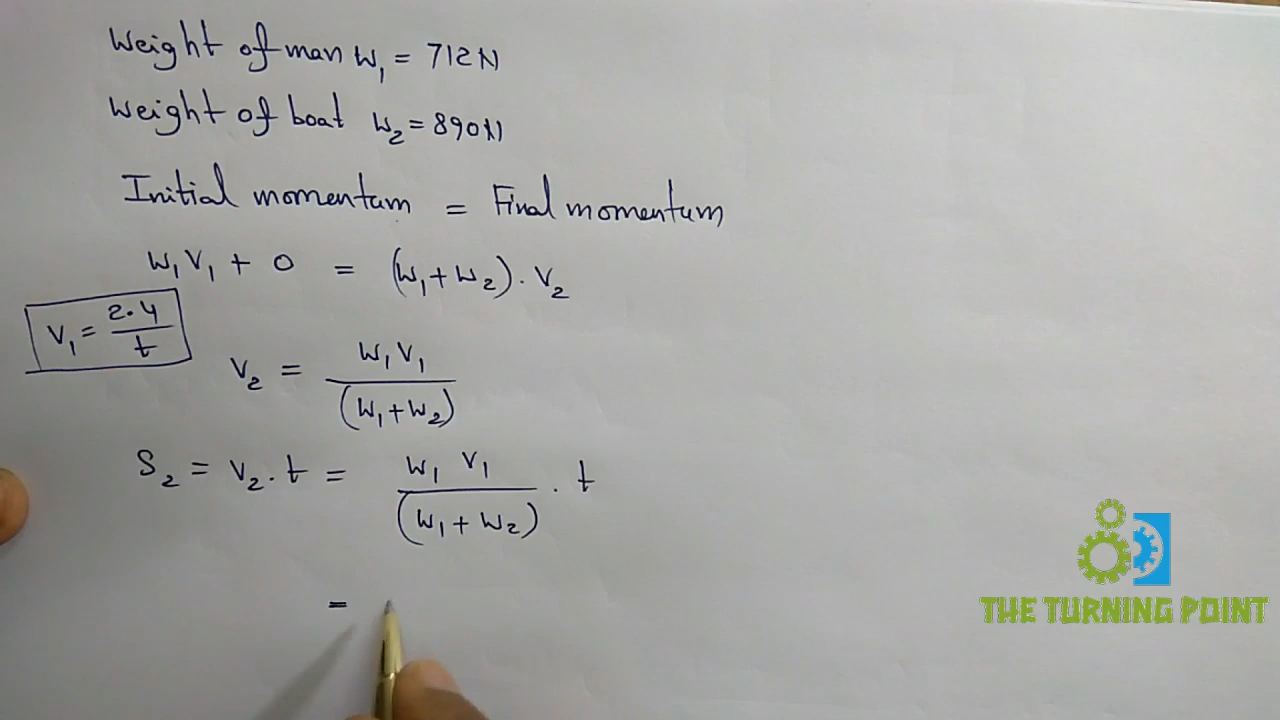 Weight of man W₁ = 712N
Weight of boat W₂ = 890N
Initial momentum = Final momentum
W₁V₁ + 0 = (W₁+W₂).V₂
V₁ = 2.4/t
V₂ = W₁V₁/(W₁+W₂)
S₂ = V₂.t = W₁ V₁/(W₁+W₂) . t
=
THE TURNING POINT